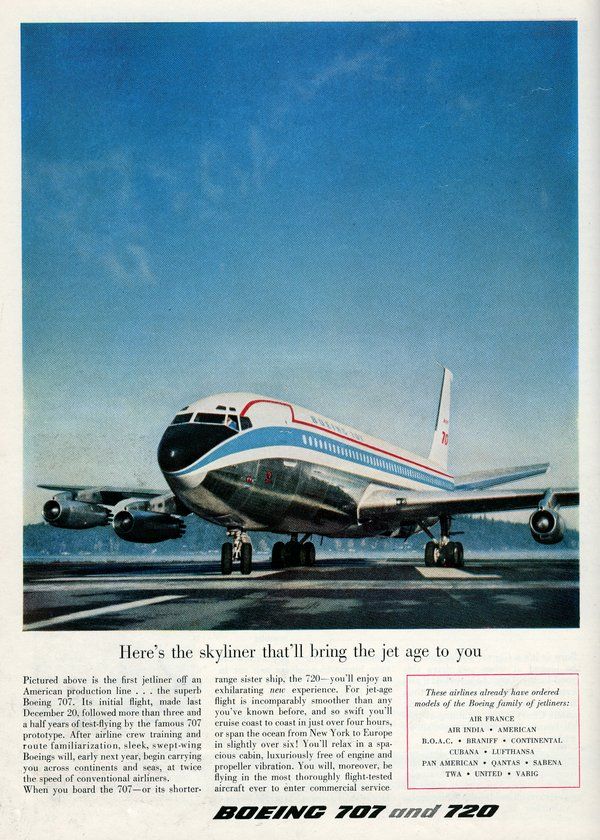 BOEING 707
707
Here's the skyliner that'll bring the jet age to you
Pictured above is the first jetliner off an
American production line . . . the superb
Boeing 707. Its initial flight, made last
December 20, followed more than three and
a half years of test-flying by the famous 707
prototype. After airline crew training and
route familiarization, sleek, swept-wing
Boeings will, early next year, begin carrying
you across continents and seas, at twice
the speed of conventional airliners.
When you board the 707—or its shorter-
range sister ship, the 720—you'll enjoy an
exhilarating new experience. For jet-age
flight is incomparably smoother than any
you've known before, and so swift you'll
cruise coast to coast in just over four hours,
or span the ocean from New York to Europe
in slightly over six! You'll relax in a spa-
cious cabin, luxuriously free of engine and
propeller vibration. You will, moreover, be
flying in the most thoroughly flight-tested
aircraft ever to enter commercial service
These airlines already have ordered
models of the Boeing family of jetliners:
AIR FRANCE
AIR INDIA • AMERICAN
B.O.A.C. • BRANIFF • CONTINENTAL
CUBANA • LUFTHANSA
PAN AMERICAN • QANTAS • SABENA
TWA • UNITED • VARIG
BOEING 707 and 720